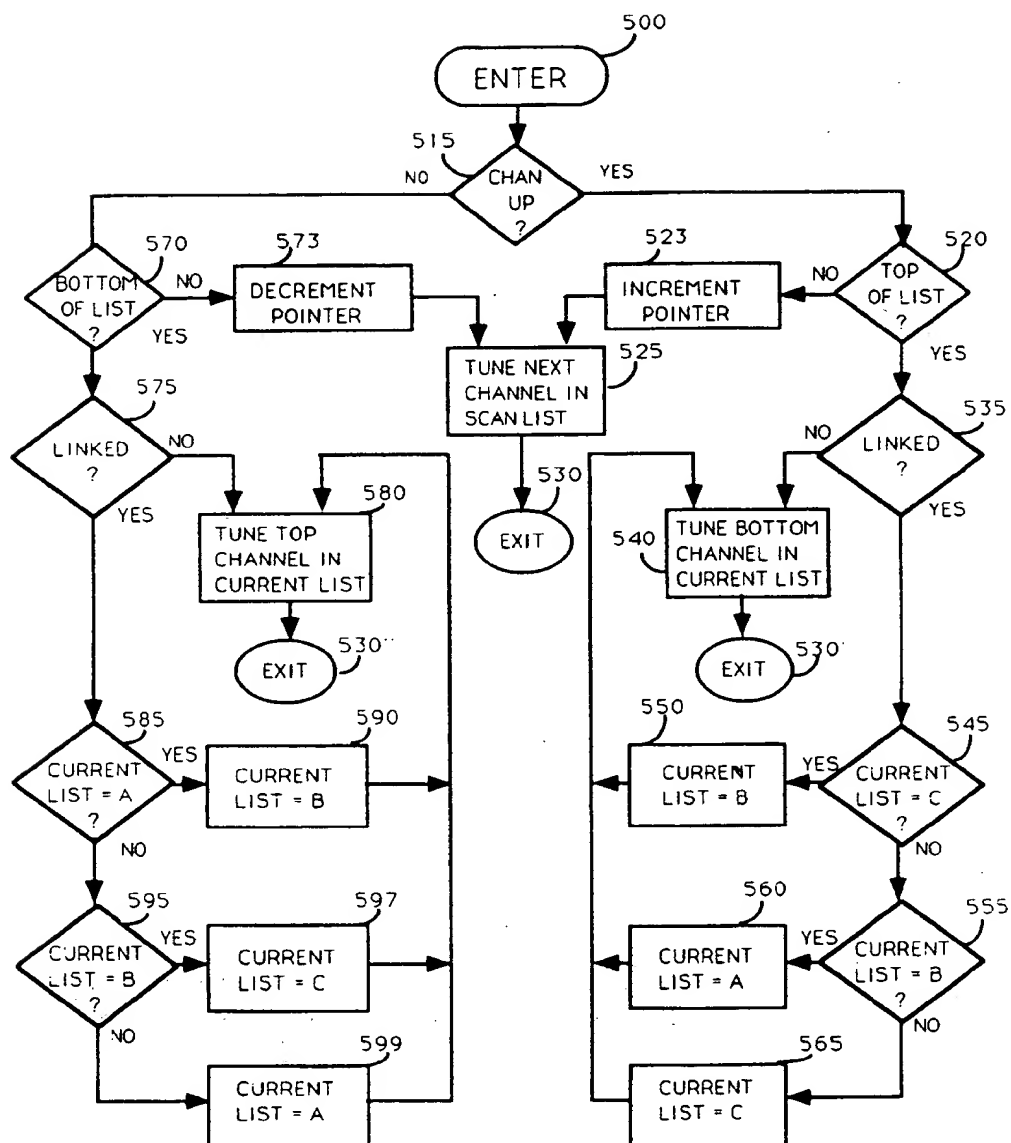 500
ENTER
515
NO
CHAN
UP
?
YES
570
BOTTOM
OF LIST
?
NO
YES
573
DECREMENT
POINTER
523
INCREMENT
POINTER
520
TOP
OF LIST
?
NO
YES
525
TUNE NEXT
CHANNEL IN
SCAN LIST
530
EXIT
575
LINKED
?
NO
YES
535
LINKED
?
NO
YES
580
TUNE TOP
CHANNEL IN
CURRENT LIST
530''
EXIT
540
TUNE BOTTOM
CHANNEL IN
CURRENT LIST
530'
EXIT
585
CURRENT
LIST = A
?
YES
NO
590
CURRENT
LIST = B
550
CURRENT
LIST = B
545
CURRENT
LIST = C
?
YES
NO
595
CURRENT
LIST = B
?
YES
NO
597
CURRENT
LIST = C
560
CURRENT
LIST = A
555
CURRENT
LIST = B
?
YES
NO
599
CURRENT
LIST = A
565
CURRENT
LIST = C